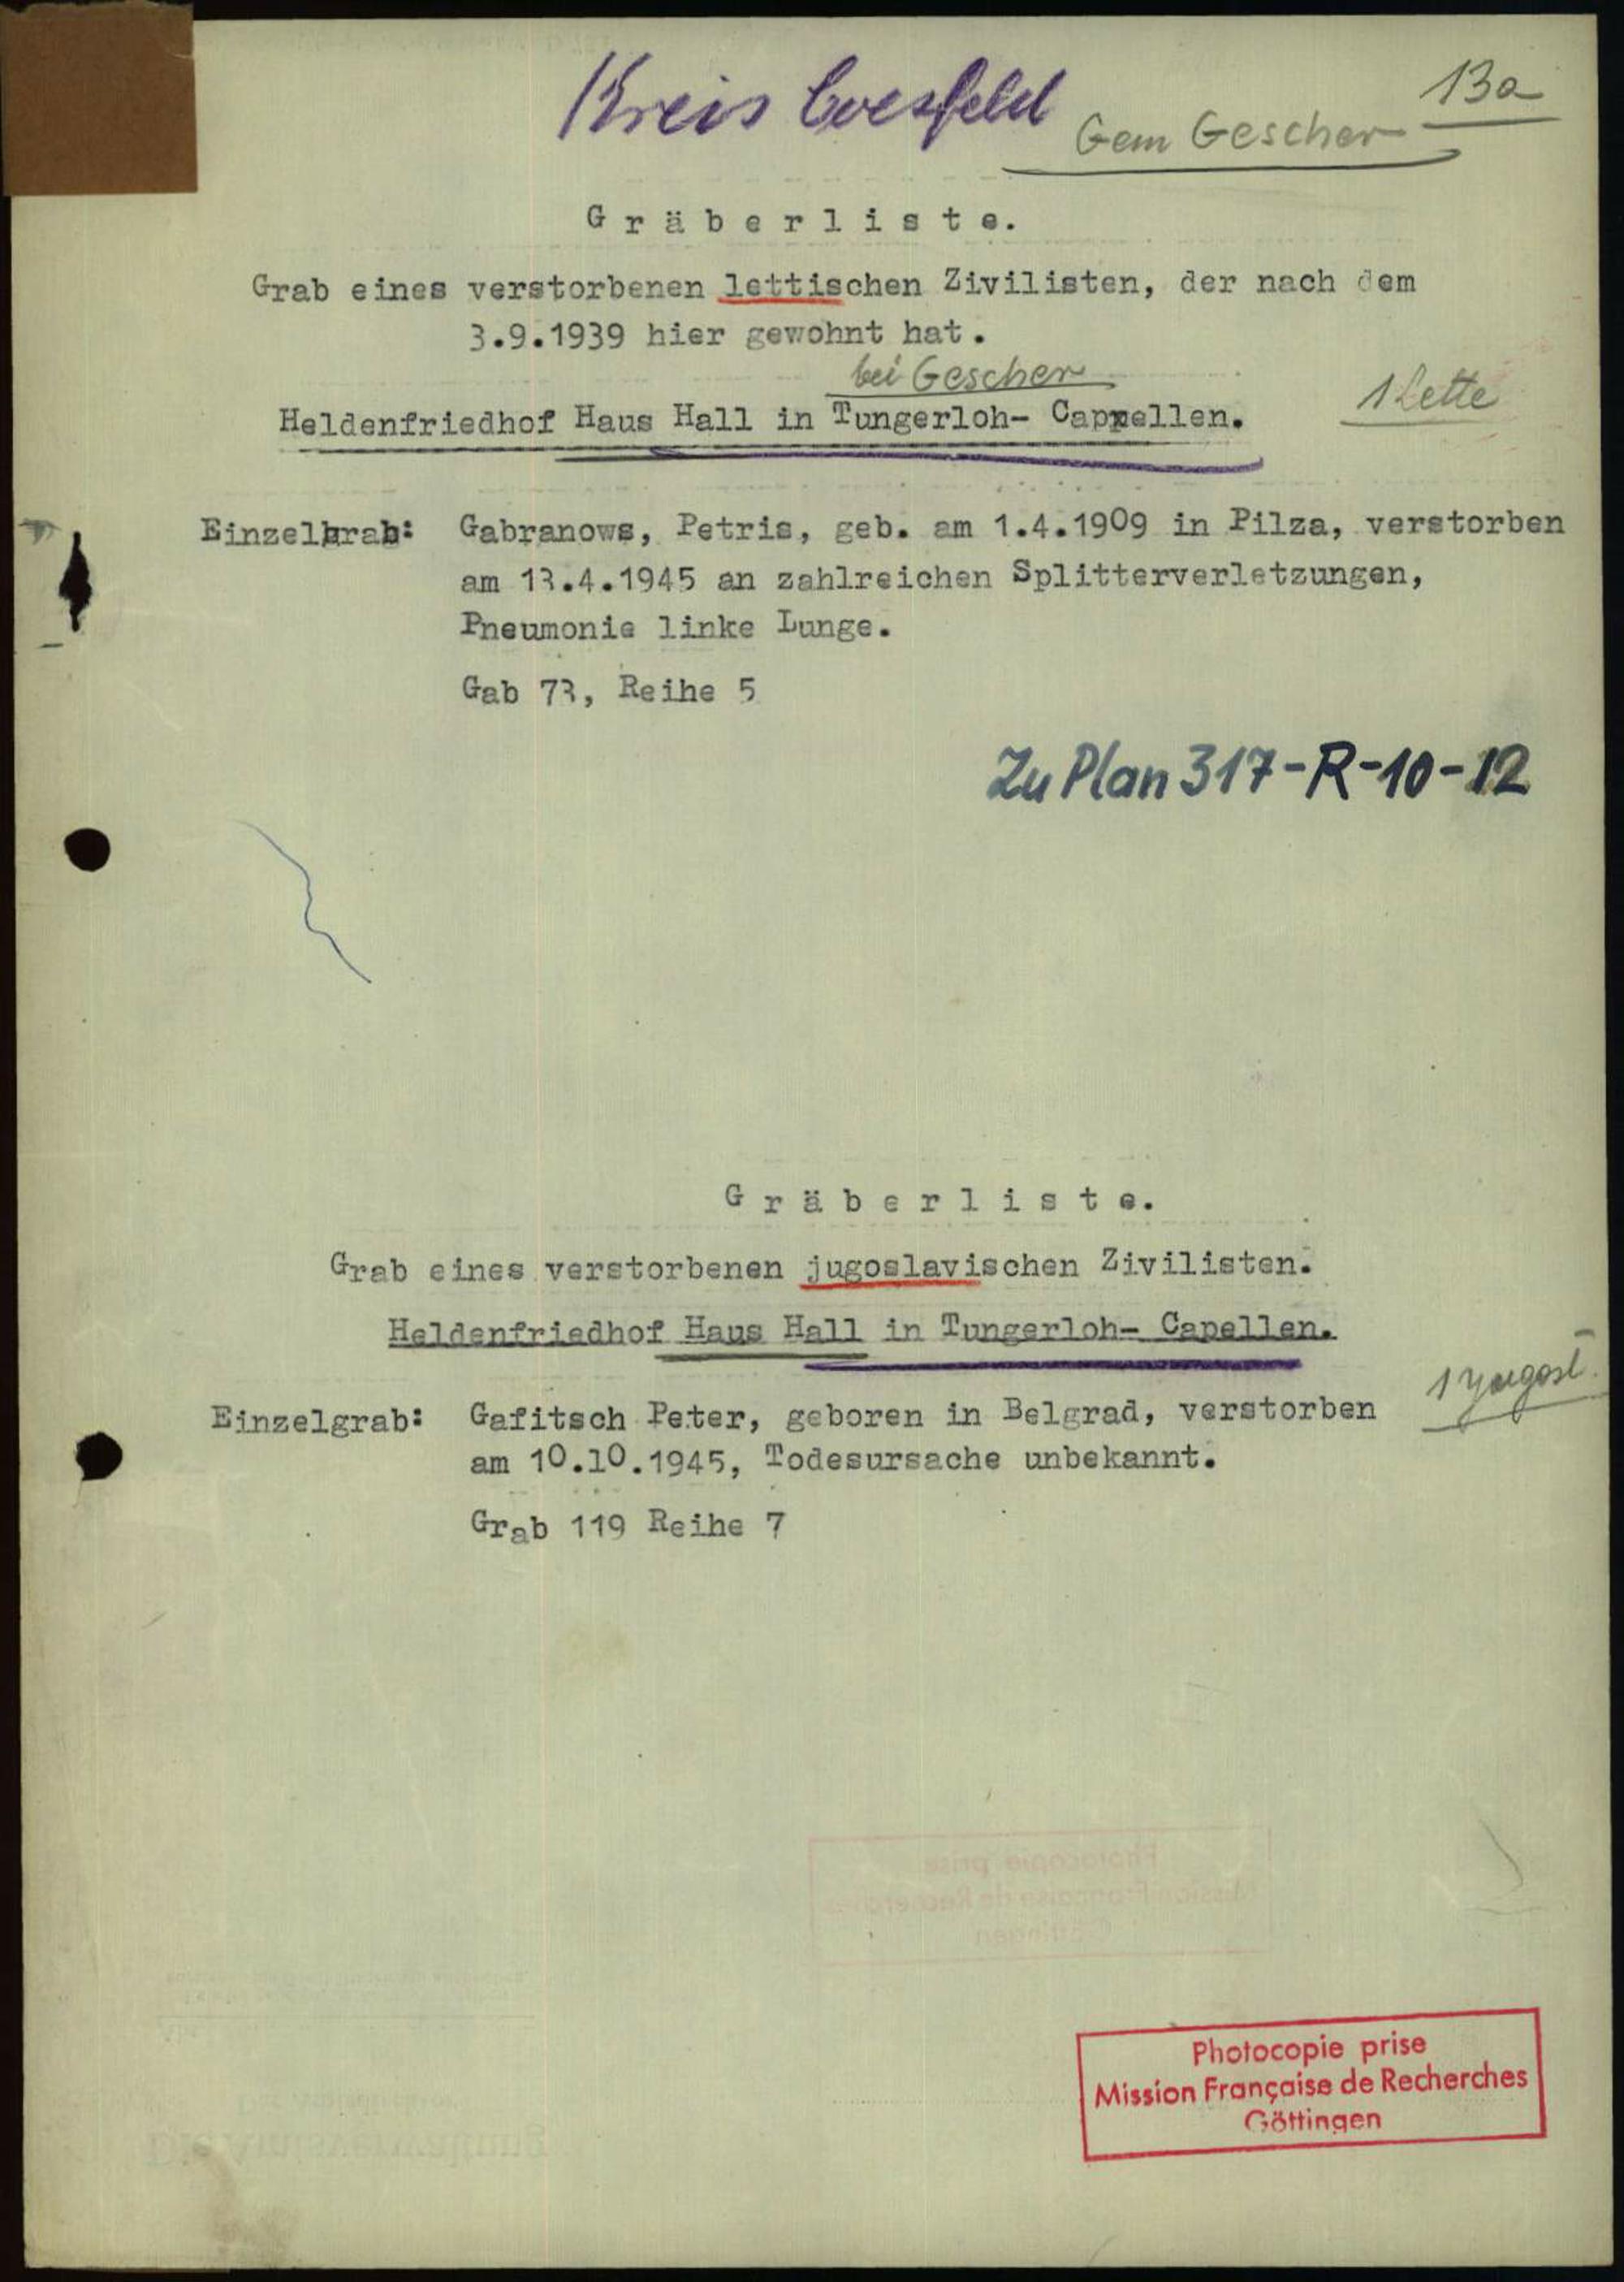 Kreis Coesfeld
Gem Gescher
13a
Gräberliste.
Grab eines verstorbenen lettischen Zivilisten, der nach dem
3.9.1939 hier gewohnt hat.
bei Gescher
Heldenfriedhof Haus Hall in Tungerloh- Cappellen.
1 Lette
Einzelgrab: Gabranows, Petris, geb. am 1.4.1909 in Pilza, verstorben
am 13.4.1945 an zahlreichen Splitterverletzungen,
Pneumonie linke Lunge.
Gab 73, Reihe 5
Zu Plan 317-R-10-12
Gräberliste.
Grab eines verstorbenen jugoslavischen Zivilisten.
Heldenfriedhof Haus Hall in Tungerloh- Capellen.
1 Yugosl.
Einzelgrab: Gafitsch Peter, geboren in Belgrad, verstorben
am 10.10.1945, Todesursache unbekannt.
Grab 119 Reihe 7
Photocopie prise
Mission Française de Recherches
Göttingen